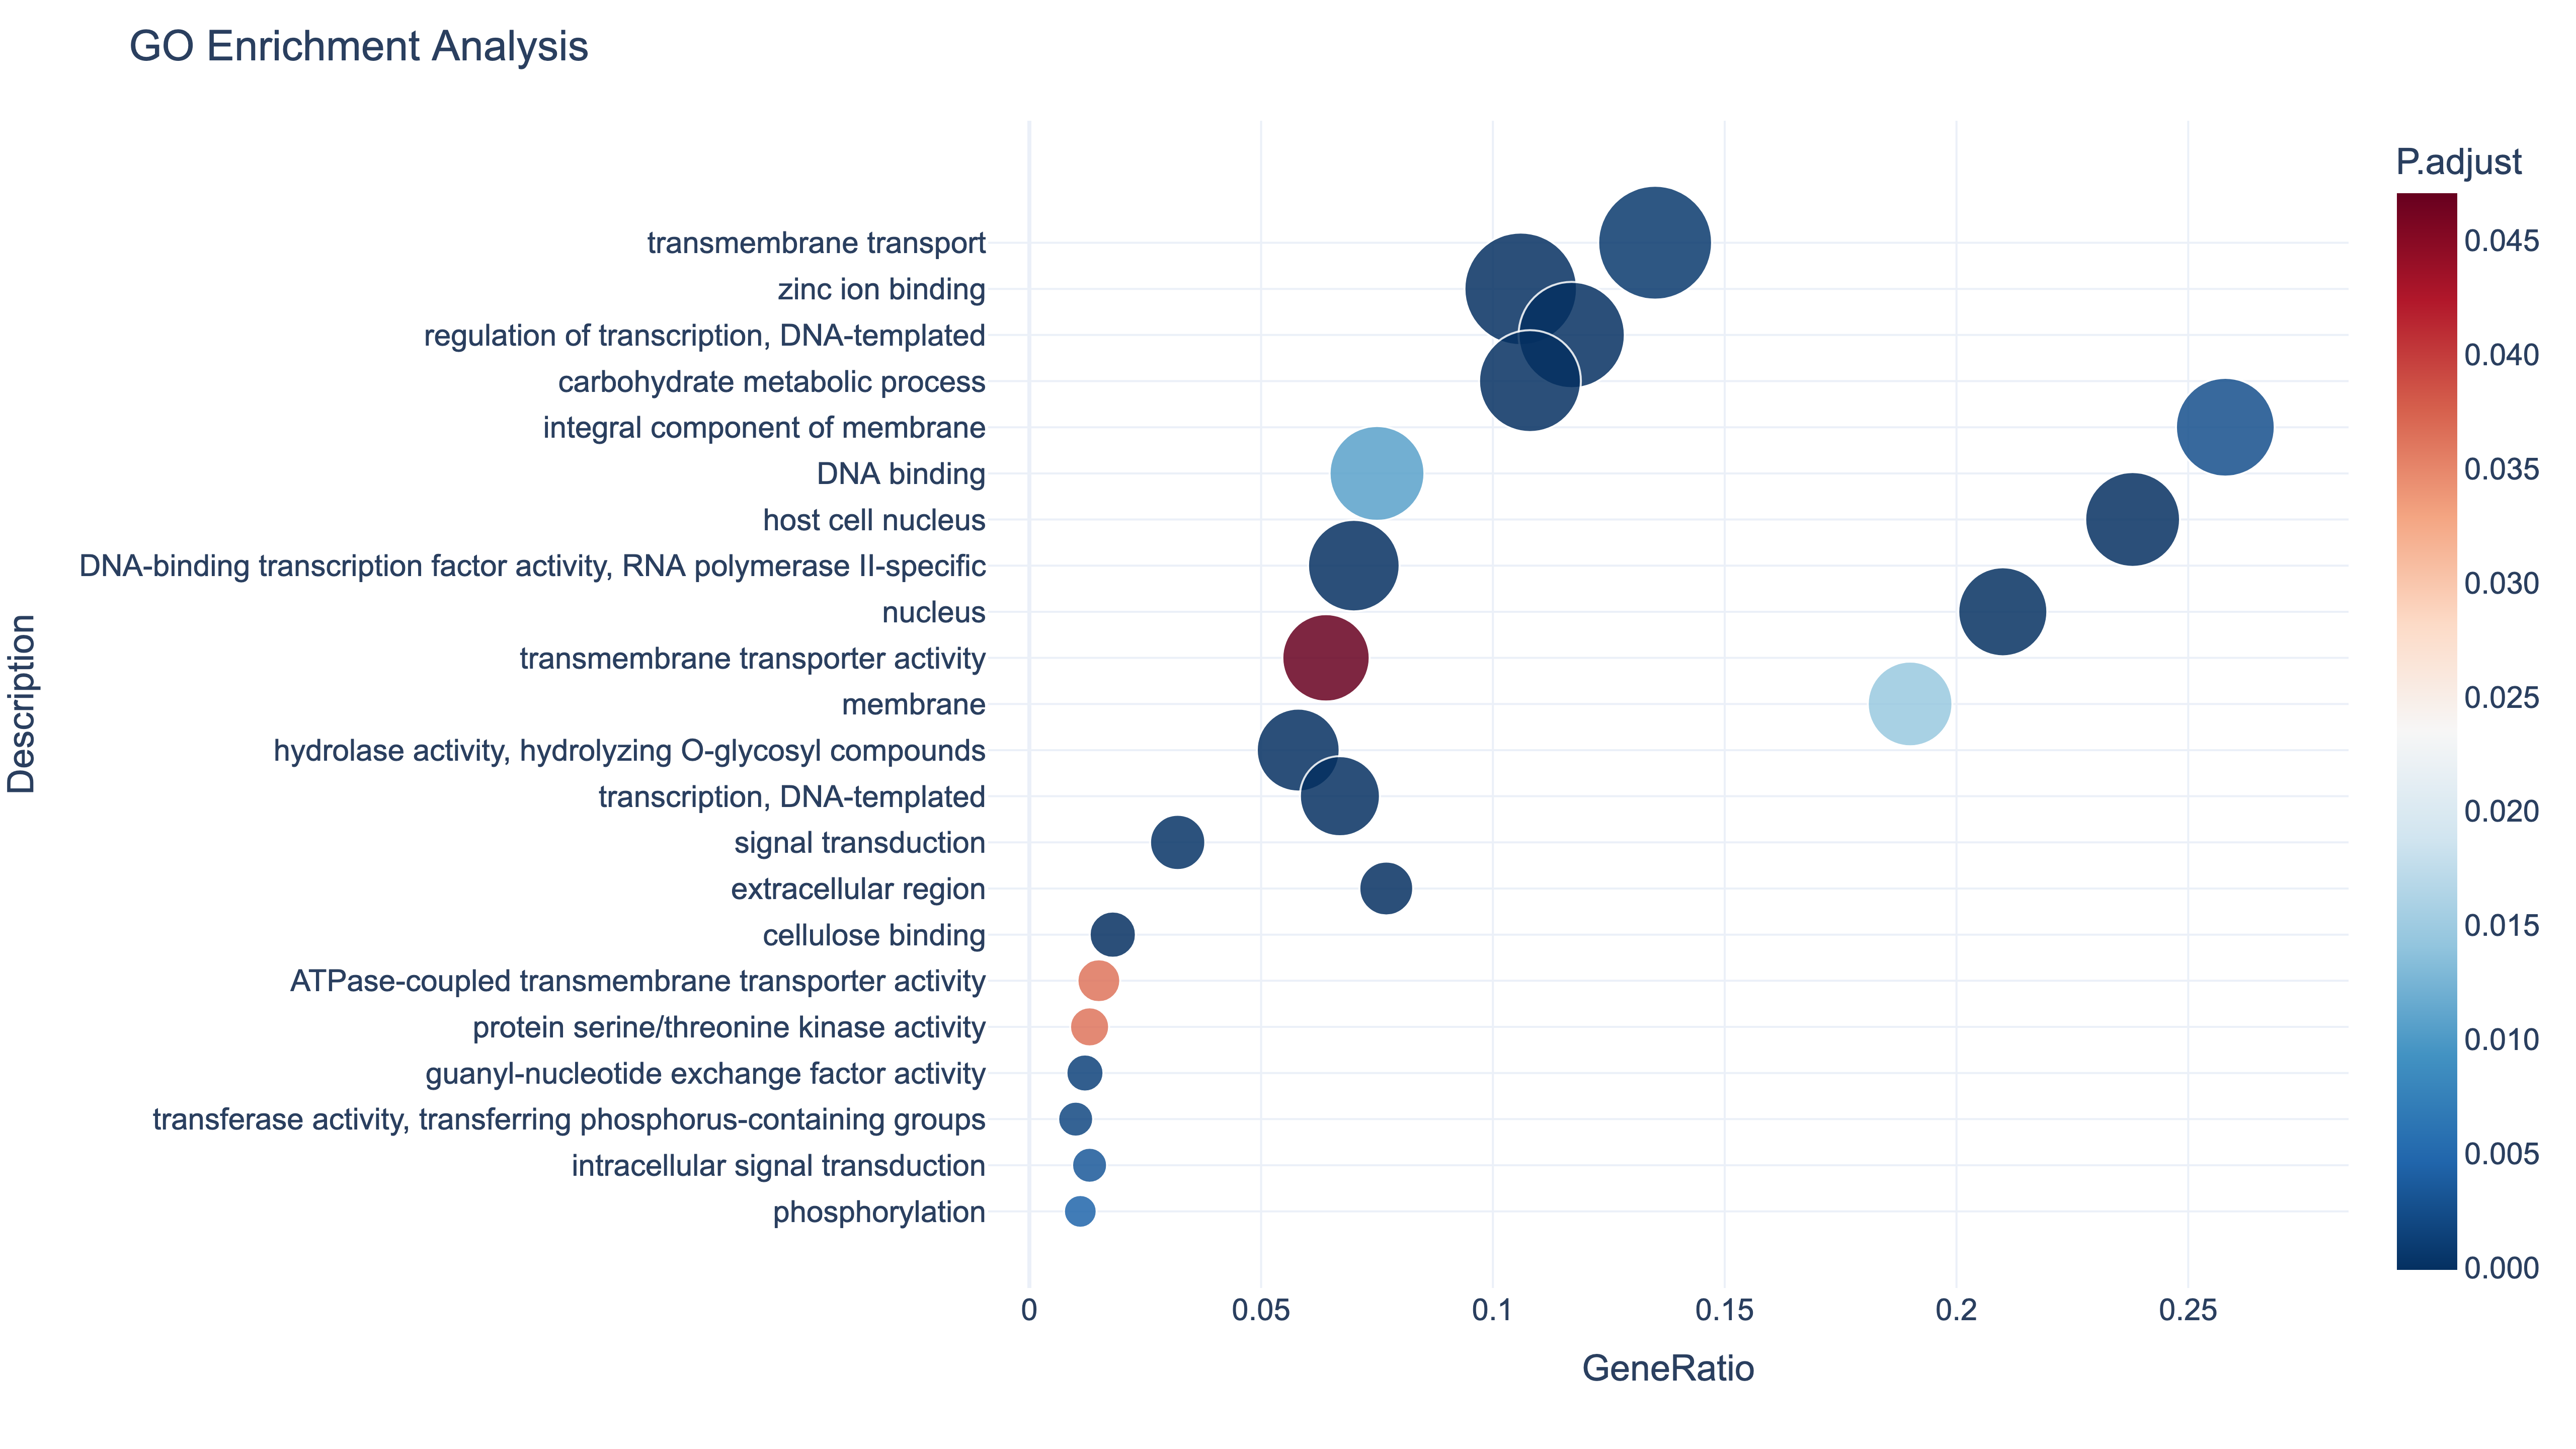 GO Enrichment Analysis
P.adjust
transmembrane transport
zinc ion binding
regulation of transcription, DNA-templated
carbohydrate metabolic process
integral component of membrane
DNA binding
host cell nucleus
DNA-binding transcription factor activity, RNA polymerase II-specific
nucleus
transmembrane transporter activity
membrane
hydrolase activity, hydrolyzing O-glycosyl compounds
transcription, DNA-templated
signal transduction
extracellular region
cellulose binding
ATPase-coupled transmembrane transporter activity
protein serine/threonine kinase activity
guanyl-nucleotide exchange factor activity
transferase activity, transferring phosphorus-containing groups
intracellular signal transduction
phosphorylation
Description
0.045
0.040
0.035
0.030
0.025
0.020
0.015
0.010
0.005
0.000
0 0.05 0.1 0.15 0.2 0.25
GeneRatio